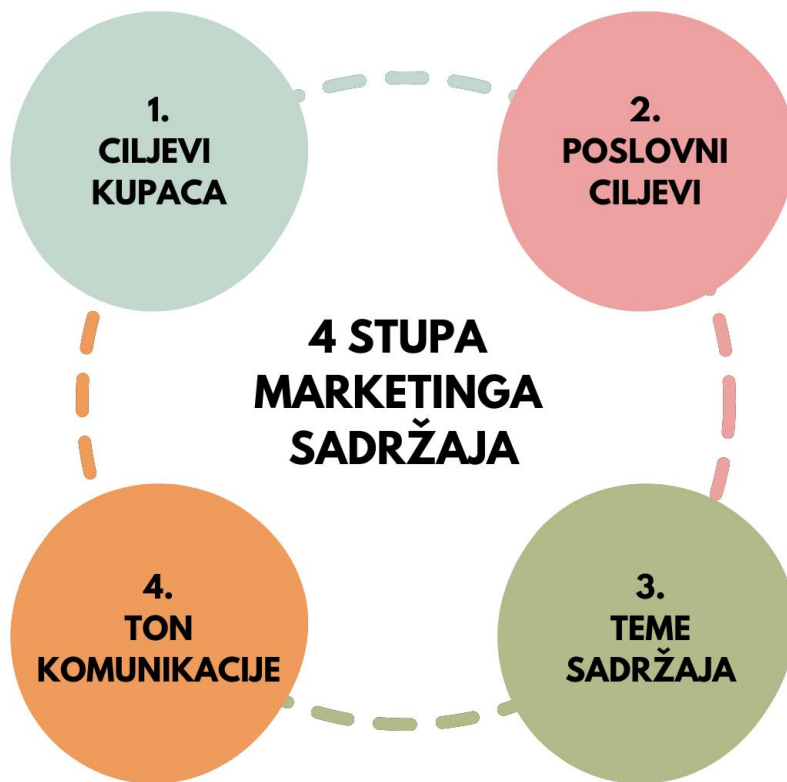 1.
CILJEVI
KUPACA
2.
POSLOVNI
CILJEVI
4 STUPA
MARKETINGA
SADRŽAJA
4.
TON
KOMUNIKACIJE
3.
TEME
SADRŽAJA